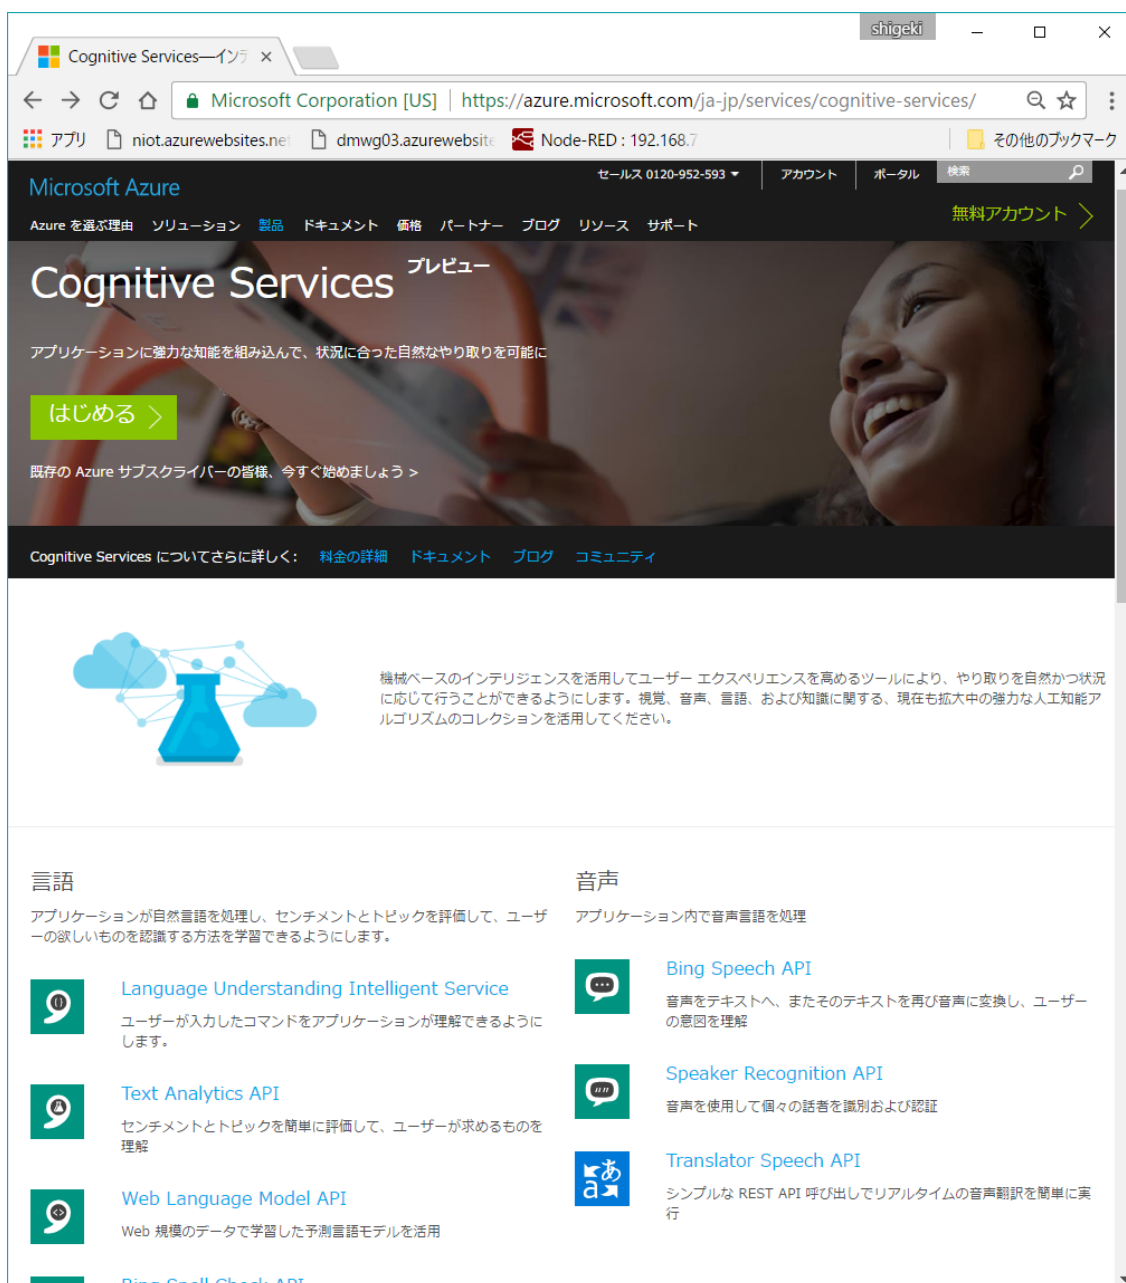 shigeki
Cognitive Services—イン
Microsoft Corporation [US] | https://azure.microsoft.com/ja-jp/services/cognitive-services/
アプリ niot.azurewebsites.ne dmwg03.azurewebsite Node-RED : 192.168.7 その他のブックマーク
セールス 0120-952-593 アカウント ポータル 検索
Microsoft Azure
無料アカウント
Azure を選ぶ理由 ソリューション 製品 ドキュメント 価格 パートナー ブログ リソース サポート
Cognitive Services プレビュー
アプリケーションに強力な知能を組み込んで、状況に合った自然なやり取りを可能に
はじめる
既存の Azure サブスクライバーの皆様、今すぐ始めましょう >
Cognitive Services についてさらに詳しく: 料金の詳細 ドキュメント ブログ コミュニティ
機械ベースのインテリジェンスを活用してユーザー エクスペリエンスを高めるツールにより、やり取りを自然かつ状況
に応じて行うことができるようにします。視覚、音声、言語、および知識に関する、現在も拡大中の強力な人工知能ア
ルゴリズムのコレクションを活用してください。
言語
アプリケーションが自然言語を処理し、センチメントとトピックを評価して、ユーザ
ーの欲しいものを認識する方法を学習できるようにします。
Language Understanding Intelligent Service
ユーザーが入力したコマンドをアプリケーションが理解できるように
します。
Text Analytics API
センチメントとトピックを簡単に評価して、ユーザーが求めるものを
理解
Web Language Model API
Web 規模のデータで学習した予測言語モデルを活用
Bing Spell Check API
音声
アプリケーション内で音声言語を処理
Bing Speech API
音声をテキストへ、またそのテキストを再び音声に変換し、ユーザー
の意図を理解
Speaker Recognition API
音声を使用して個々の話者を識別および認証
あ
a
Translator Speech API
シンプルな REST API 呼び出しでリアルタイムの音声翻訳を簡単に実
行